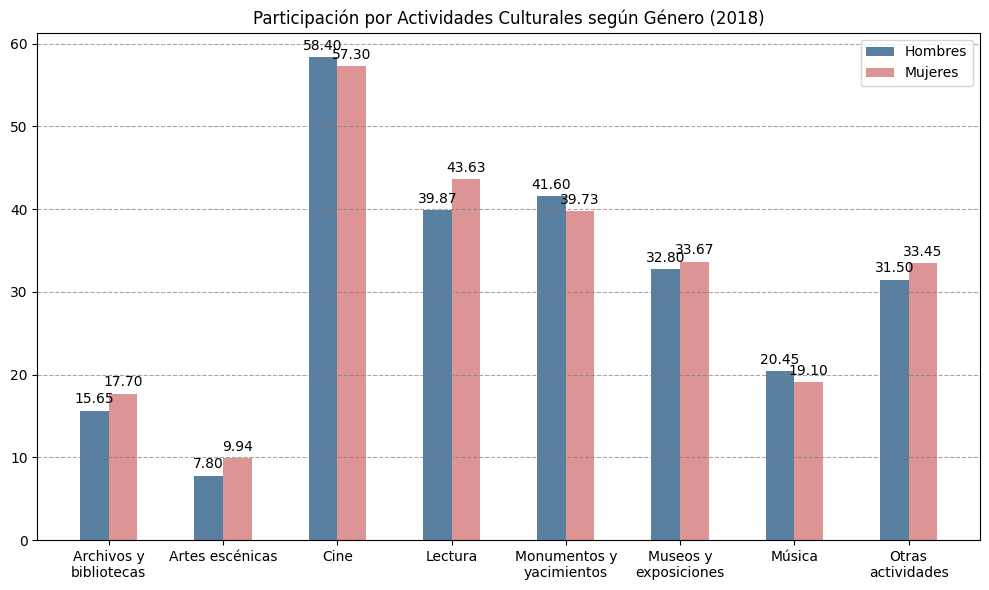 Participación por Actividades Culturales según Género (2018)
Hombres
Mujeres
60
50
40
30
20
10
0
15.65
17.70
7.80
9.94
58.40
57.30
39.87
43.63
41.60
39.73
32.80
33.67
20.45
19.10
31.50
33.45
Archivos y
bibliotecas
Artes escénicas
Cine
Lectura
Monumentos y
yacimientos
Museos y
exposiciones
Música
Otras
actividades